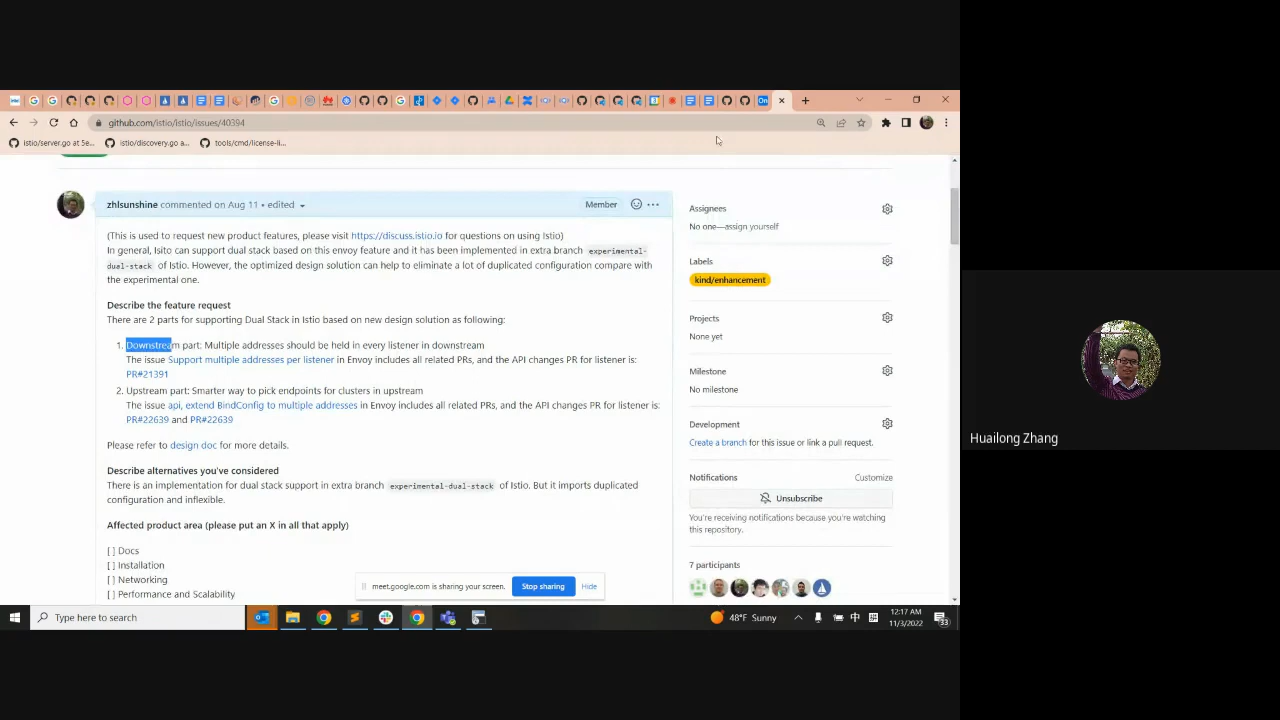 On
github.com/istio/istio/issues/40394
istio/server.go at 5e...
istio/discovery.go a...
tools/cmd/license-li...
zhlsunshine commented on Aug 11 • edited
Member
(This is used to request new product features, please visit https://discuss.istio.io for questions on using Istio)
In general, Isito can support dual stack based on this envoy feature and it has been implemented in extra branch experimental-
dual-stack of Istio. However, the optimized design solution can help to eliminate a lot of duplicated configuration compare with
the experimental one.
Describe the feature request
There are 2 parts for supporting Dual Stack in Istio based on new design solution as following:
1. Downstream part: Multiple addresses should be held in every listener in downstream
The issue Support multiple addresses per listener in Envoy includes all related PRs, and the API changes PR for listener is:
PR#21391
2. Upstream part: Smarter way to pick endpoints for clusters in upstream
The issue api, extend BindConfig to multiple addresses in Envoy includes all related PRs, and the API changes PR for listener is:
PR#22639 and PR#22639
Please refer to design doc for more details.
Describe alternatives you've considered
There is an implementation for dual stack support in extra branch experimental-dual-stack of Istio. But it imports duplicated
configuration and inflexible.
Affected product area (please put an X in all that apply)
[ ] Docs
[ ] Installation
[ ] Networking
[ ] Performance and Scalability
Assignees
No one—assign yourself
Labels
kind/enhancement
Projects
None yet
Milestone
No milestone
Development
Create a branch for this issue or link a pull request.
Notifications
Customize
Unsubscribe
You're receiving notifications because you're watching
this repository.
7 participants
meet.google.com is sharing your screen.
Stop sharing
Hide
Type here to search
48°F Sunny
中
12:17 AM
11/3/2022
33
Huailong Zhang